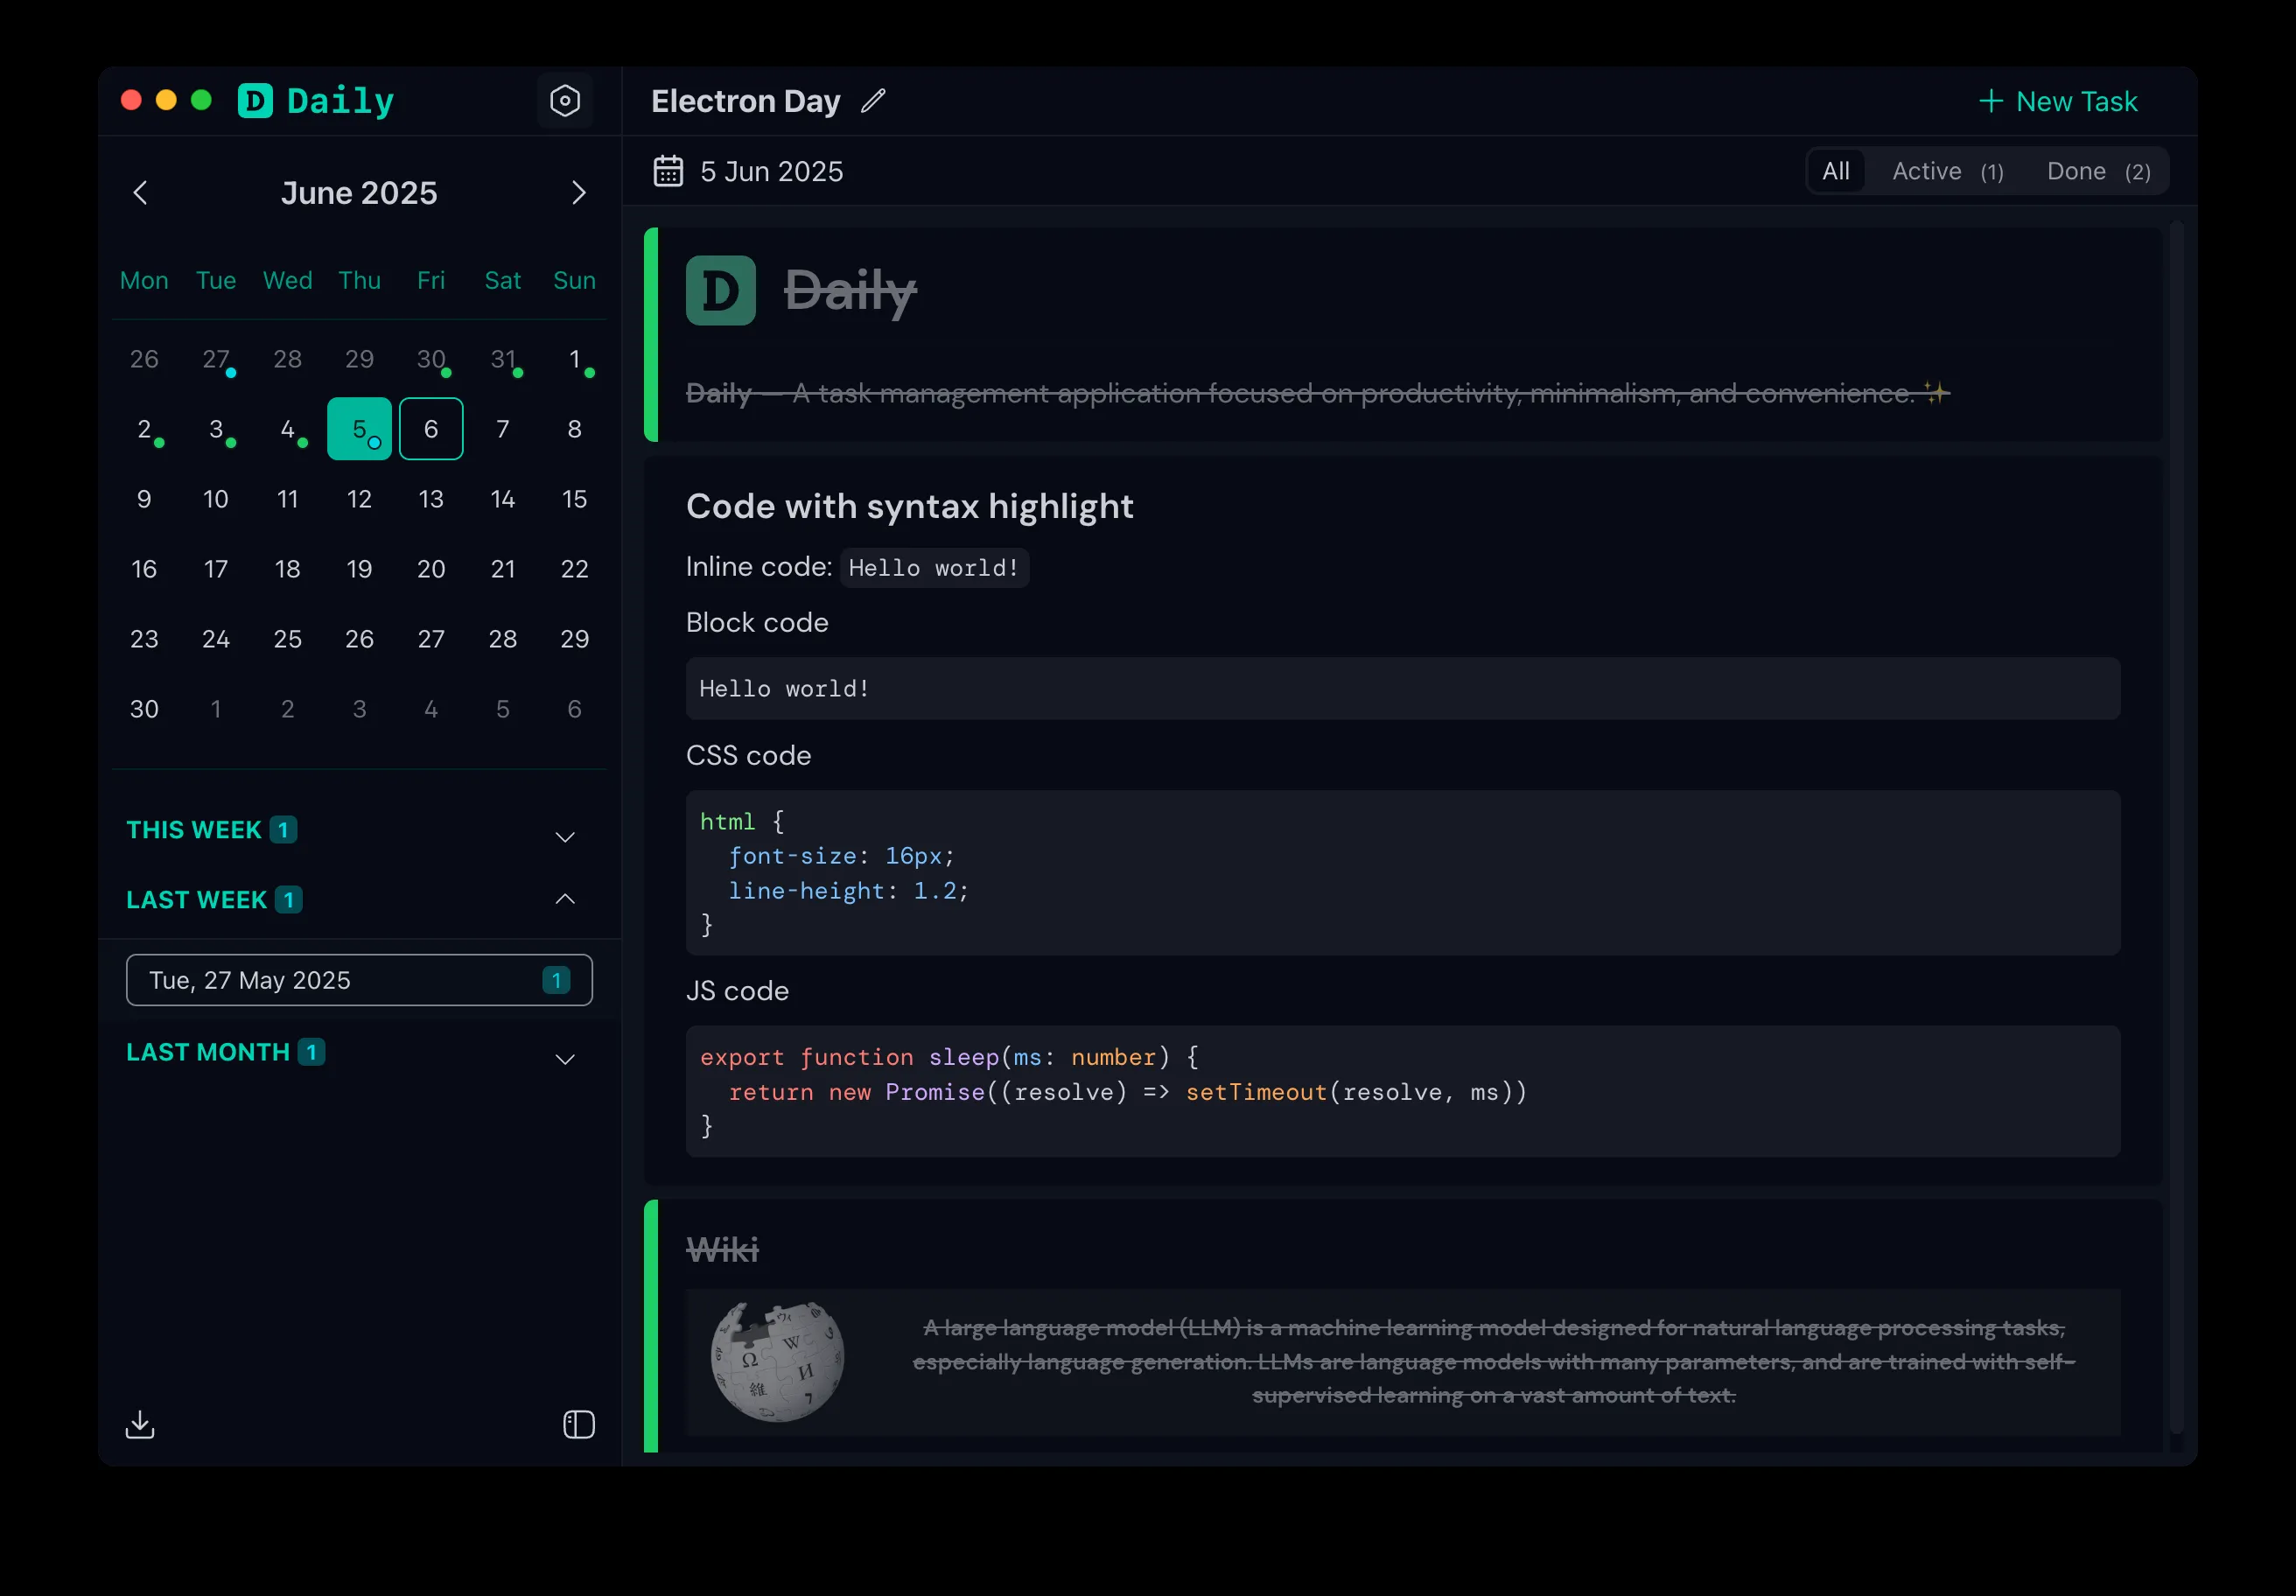 D Daily
June 2025
Mon Tue Wed Thu Fri Sat Sun
26 27 28 29 30 31 1
2 3 4 5 6 7 8
9 10 11 12 13 14 15
16 17 18 19 20 21 22
23 24 25 26 27 28 29
30 1 2 3 4 5 6
THIS WEEK 1
LAST WEEK 1
Tue, 27 May 2025 1
LAST MONTH 1
Electron Day
+ New Task
5 Jun 2025
All Active (1) Done (2)
D Daily
Daily — A task management application focused on productivity, minimalism, and convenience. ✨
Code with syntax highlight
Inline code: Hello world!
Block code
Hello world!
CSS code
html {
  font-size: 16px;
  line-height: 1.2;
}
JS code
export function sleep(ms: number) {
  return new Promise((resolve) => setTimeout(resolve, ms))
}
Wiki
Ω W И 維
A large language model (LLM) is a machine learning model designed for natural language processing tasks,
especially language generation. LLMs are language models with many parameters, and are trained with self-
supervised learning on a vast amount of text.